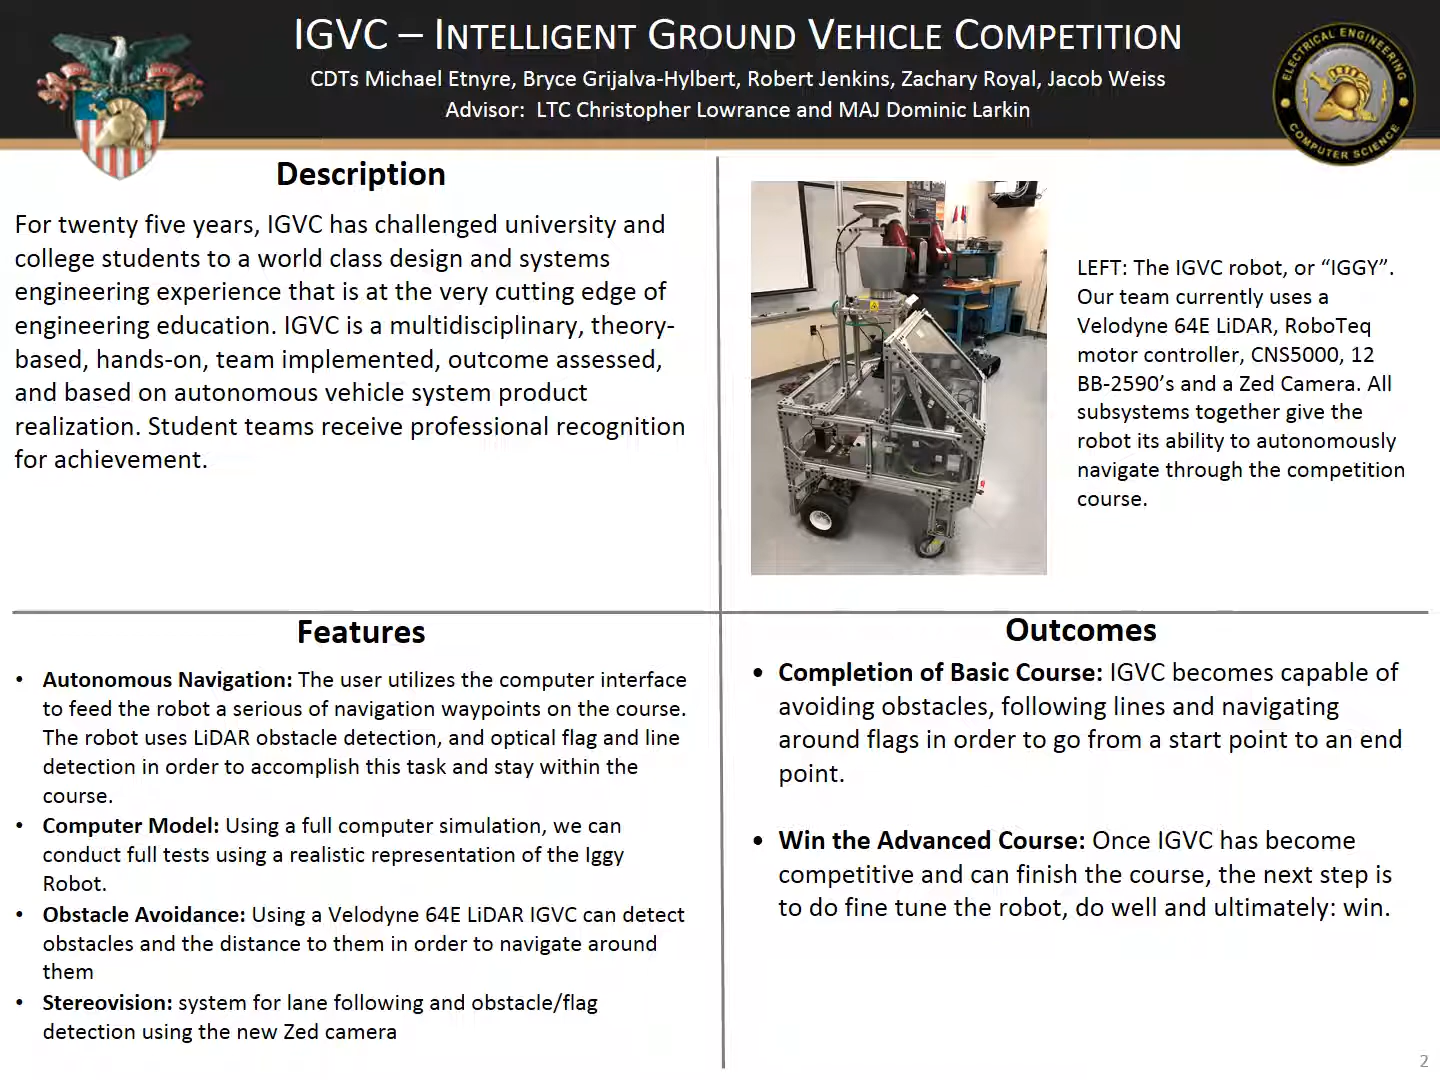 IGVC – INTELLIGENT GROUND VEHICLE COMPETITION
CDTs Michael Etnyre, Bryce Grijalva-Hylbert, Robert Jenkins, Zachary Royal, Jacob Weiss
Advisor:  LTC Christopher Lowrance and MAJ Dominic Larkin
ELECTRICAL ENGINEERING
COMPUTER SCIENCE
Description
For twenty five years, IGVC has challenged university and
college students to a world class design and systems
engineering experience that is at the very cutting edge of
engineering education. IGVC is a multidisciplinary, theory-
based, hands-on, team implemented, outcome assessed,
and based on autonomous vehicle system product
realization. Student teams receive professional recognition
for achievement.
LEFT: The IGVC robot, or “IGGY”.
Our team currently uses a
Velodyne 64E LiDAR, RoboTeq
motor controller, CNS5000, 12
BB-2590’s and a Zed Camera. All
subsystems together give the
robot its ability to autonomously
navigate through the competition
course.
Features
• Autonomous Navigation: The user utilizes the computer interface
to feed the robot a serious of navigation waypoints on the course.
The robot uses LiDAR obstacle detection, and optical flag and line
detection in order to accomplish this task and stay within the
course.
• Computer Model: Using a full computer simulation, we can
conduct full tests using a realistic representation of the Iggy
Robot.
• Obstacle Avoidance: Using a Velodyne 64E LiDAR IGVC can detect
obstacles and the distance to them in order to navigate around
them
• Stereovision: system for lane following and obstacle/flag
detection using the new Zed camera
Outcomes
• Completion of Basic Course: IGVC becomes capable of
avoiding obstacles, following lines and navigating
around flags in order to go from a start point to an end
point.
• Win the Advanced Course: Once IGVC has become
competitive and can finish the course, the next step is
to do fine tune the robot, do well and ultimately: win.
2